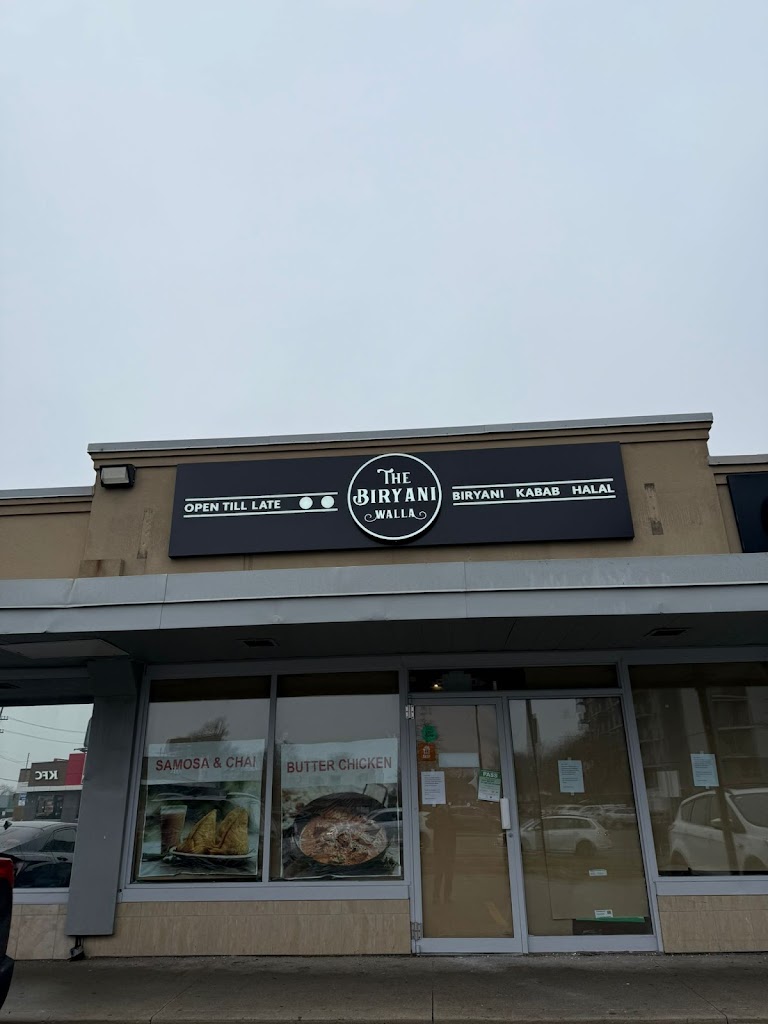 OPEN TILL LATE
THE
BIRYANI
WALLA
BIRYANI KABAB HALAL
SAMOSA & CHAI
BUTTER CHICKEN
KFC
PASS